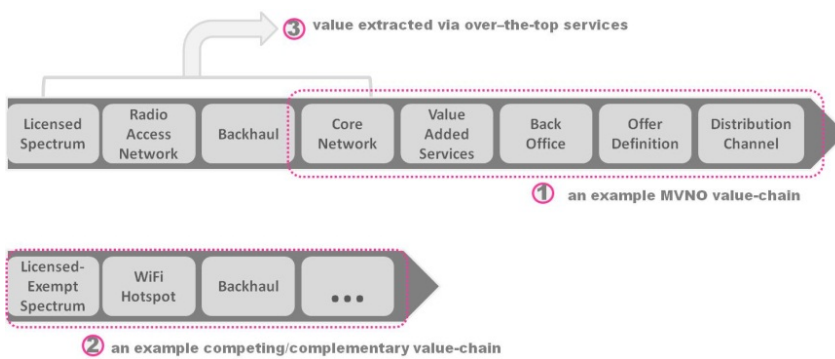 ③ value extracted via over–the-top services
Licensed
Spectrum
Radio
Access
Network
Backhaul
Core
Network
Value
Added
Services
Back
Office
Offer
Definition
Distribution
Channel
① an example MVNO value-chain
Licensed-
Exempt
Spectrum
WiFi
Hotspot
Backhaul
...
② an example competing/complementary value-chain